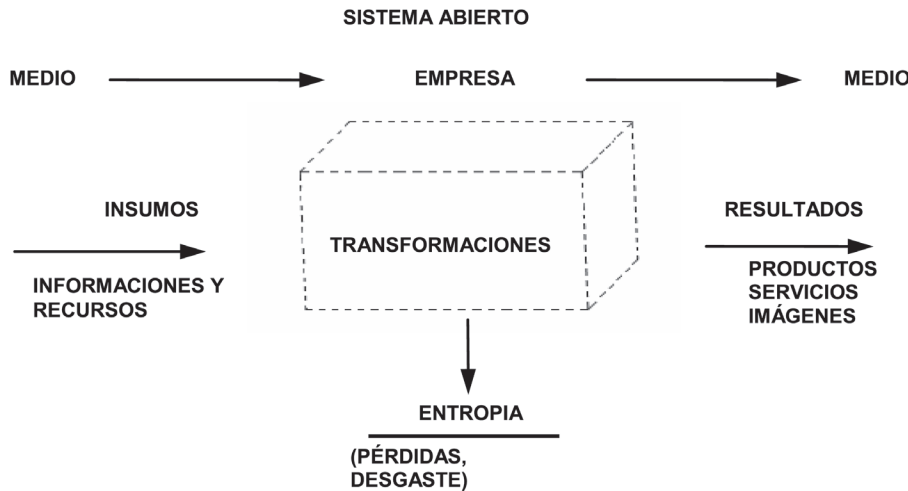 SISTEMA ABIERTO
MEDIO
EMPRESA
MEDIO
INSUMOS
INFORMACIONES Y
RECURSOS
TRANSFORMACIONES
RESULTADOS
PRODUCTOS
SERVICIOS
IMÁGENES
ENTROPIA
(PÉRDIDAS,
DESGASTE)